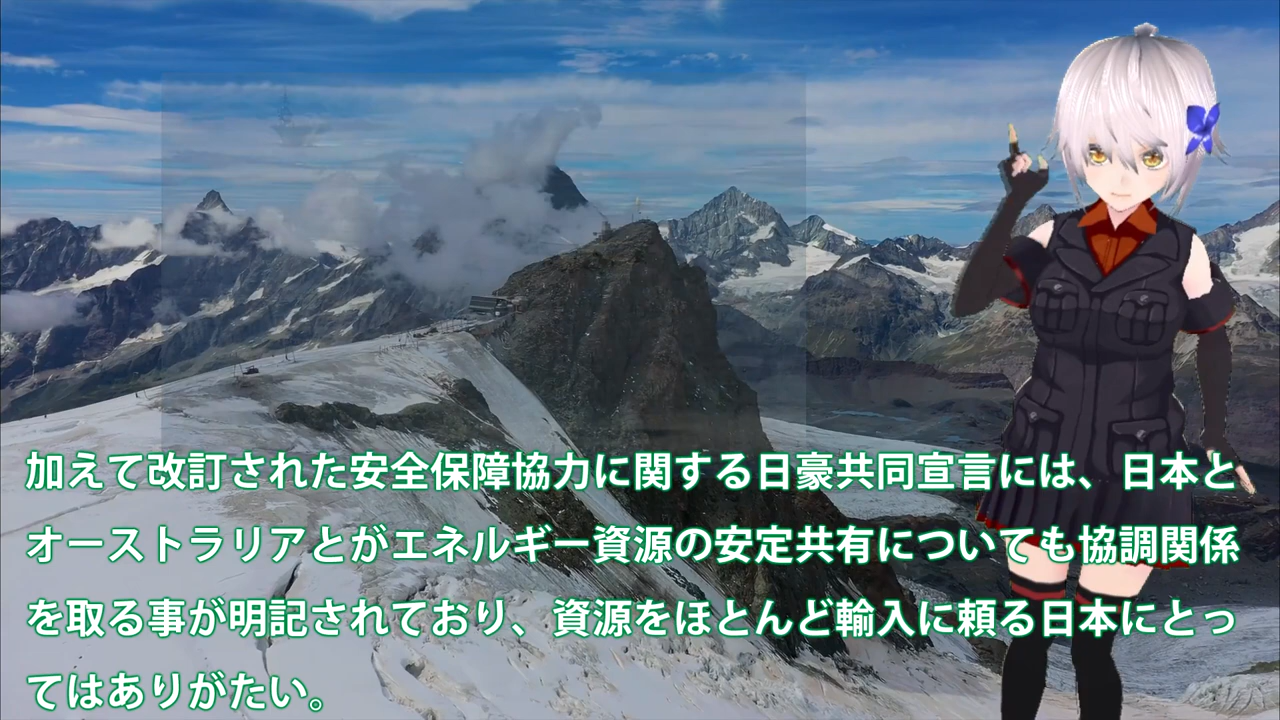 加えて改訂された安全保障協力に関する日豪共同宣言には、日本と
オーストラリアとがエネルギー資源の安定共有についても協調関係
を取る事が明記されており、資源をほとんど輸入に頼る日本にとっ
てはありがたい。